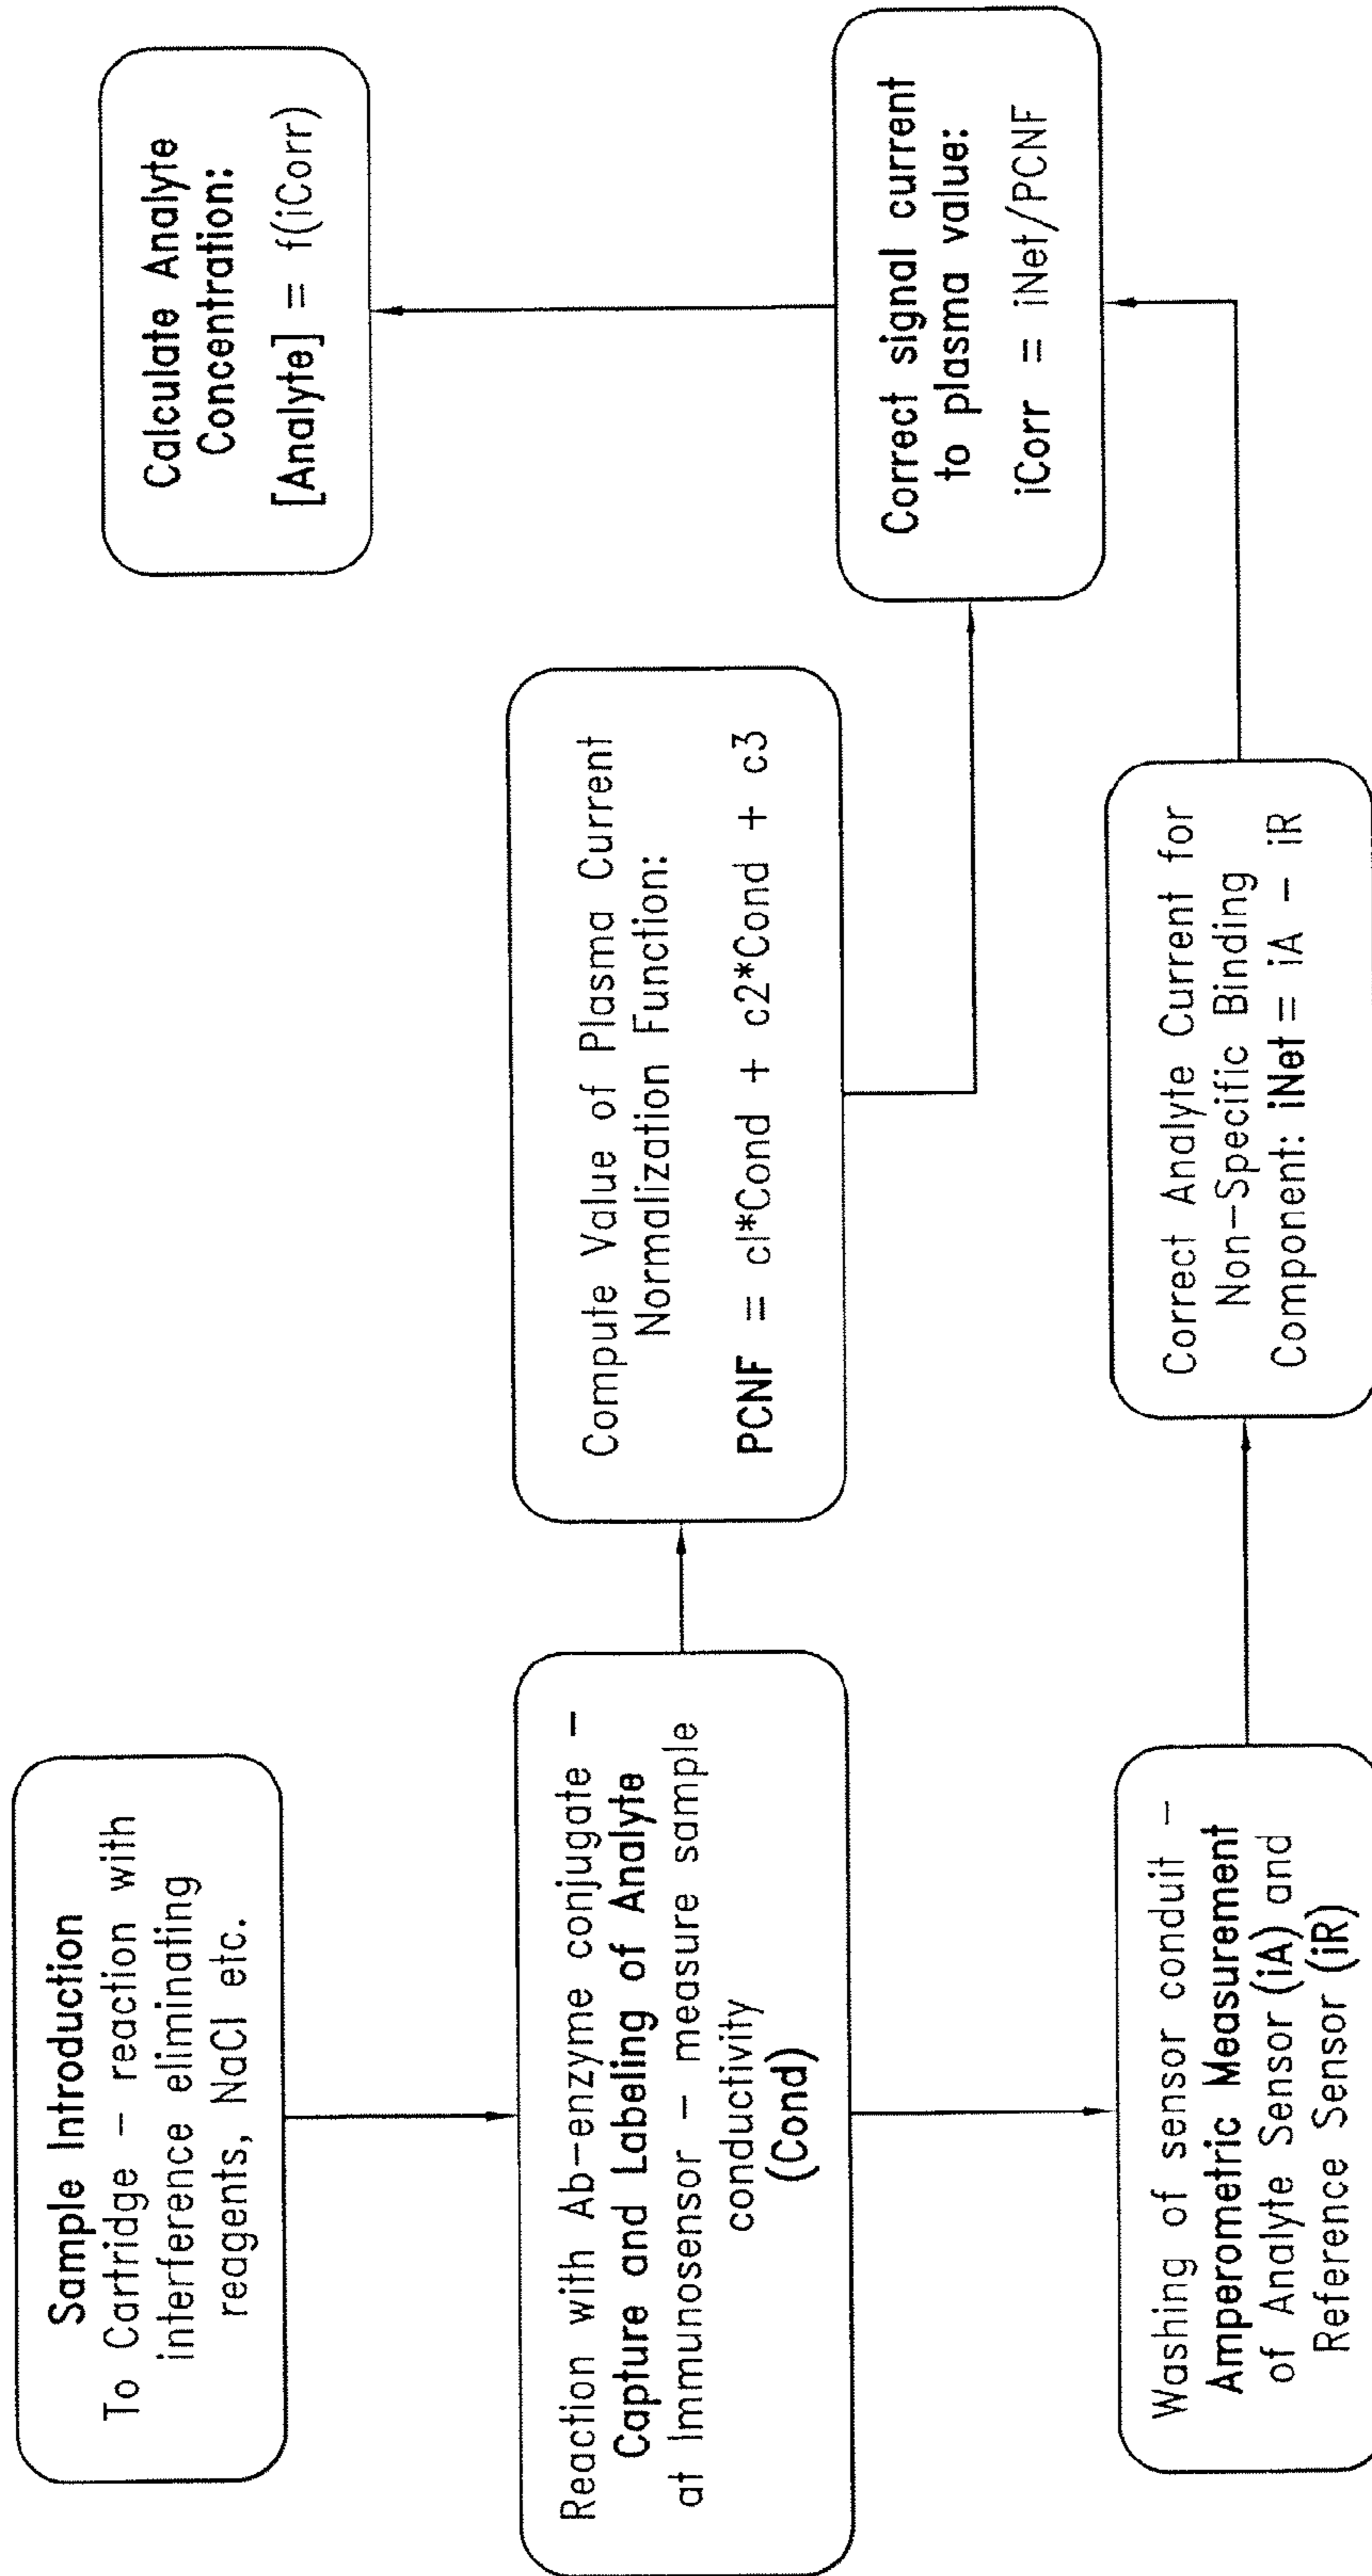 Sample Introduction
To Cartridge – reaction with
interference eliminating
reagents, NaCl etc.
Reaction with Ab-enzyme conjugate –
Capture and Labeling of Analyte
at Immunosensor – measure sample
conductivity
(Cond)
Washing of sensor conduit –
Amperometric Measurement
of Analyte Sensor (iA) and
Reference Sensor (iR)
Compute Value of Plasma Current
Normalization Function:
PCNF = cl*Cond + c2*Cond + c3
Correct Analyte Current for
Non-Specific Binding
Component: iNet = iA - iR
Correct signal current
to plasma value:
iCorr = iNet/PCNF
Calculate Analyte
Concentration:
[Analyte] = f(iCorr)